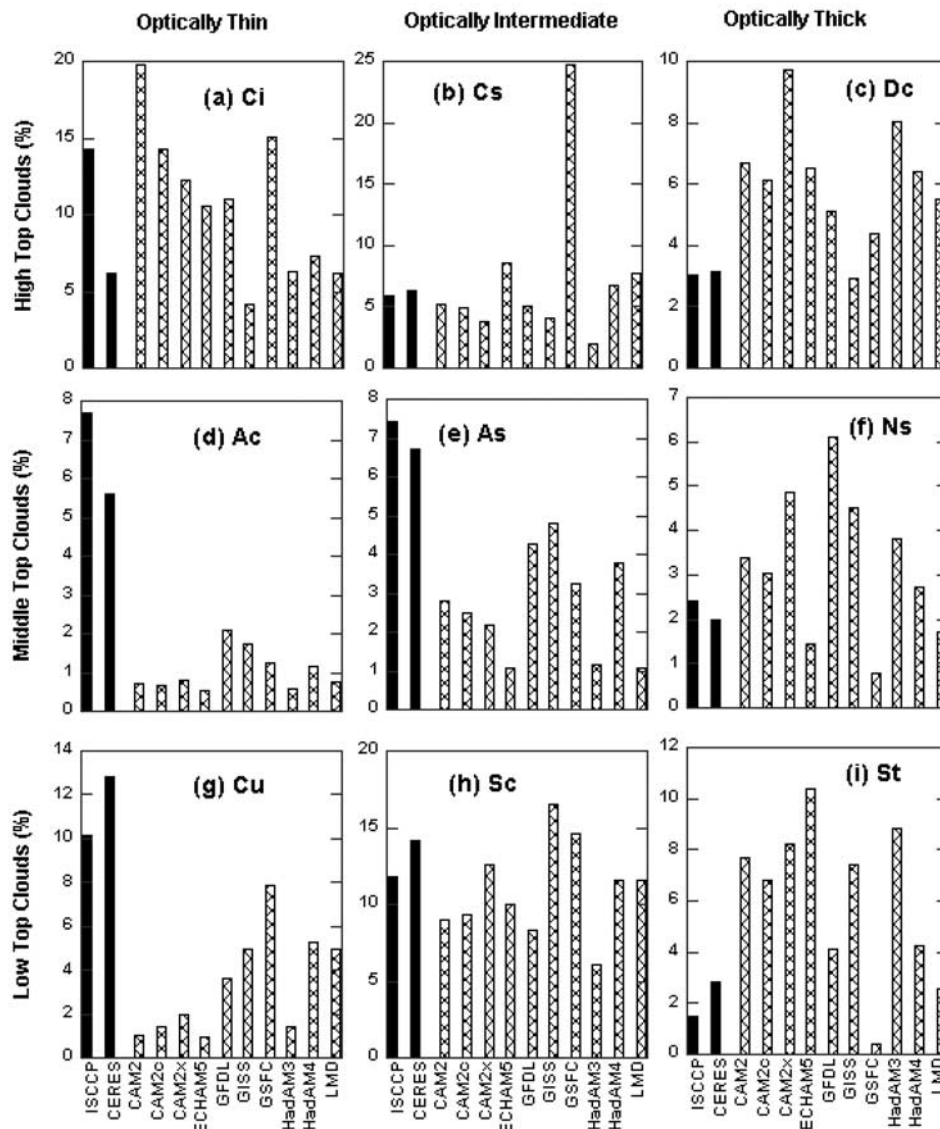 Optically Thin Optically Intermediate Optically Thick
High Top Clouds (%)
20
15
10
5
0
(a) Ci
25
20
15
10
5
0
(b) Cs
10
8
6
4
2
0
(c) Dc
Middle Top Clouds (%)
8
7
6
5
4
3
2
1
0
(d) Ac
8
7
6
5
4
3
2
1
0
(e) As
7
6
5
4
3
2
1
0
(f) Ns
Low Top Clouds (%)
14
12
10
8
6
4
2
0
(g) Cu
20
15
10
5
0
(h) Sc
12
10
8
6
4
2
0
(i) St
ISCCP
CERES
CAM2
CAM2c
CAM2x
ECHAM5
GFDL
GISS
GSFC
HadAM3
HadAM4
LMD
ISCCP
CERES
CAM2
CAM2c
CAM2x
ECHAM5
GFDL
GISS
GSFC
HadAM3
HadAM4
LMD
ISCCP
CERES
CAM2
CAM2c
CAM2x
ECHAM5
GFDL
GISS
GSFC
HadAM3
HadAM4
LMD